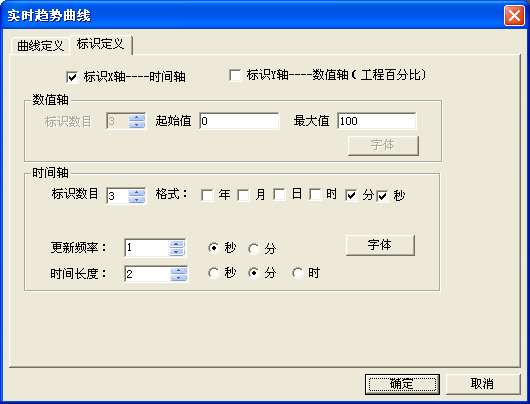 实时趋势曲线
曲线定义 标识定义
标识X轴----时间轴 标识Y轴----数值轴(工程百分比)
数值轴
标识数目 3 起始值 0 最大值 100
字体
时间轴
标识数目 3 格式: 年 月 日 时 分 秒
更新频率: 1 秒 分 字体
时间长度: 2 秒 分 时
确定 取消